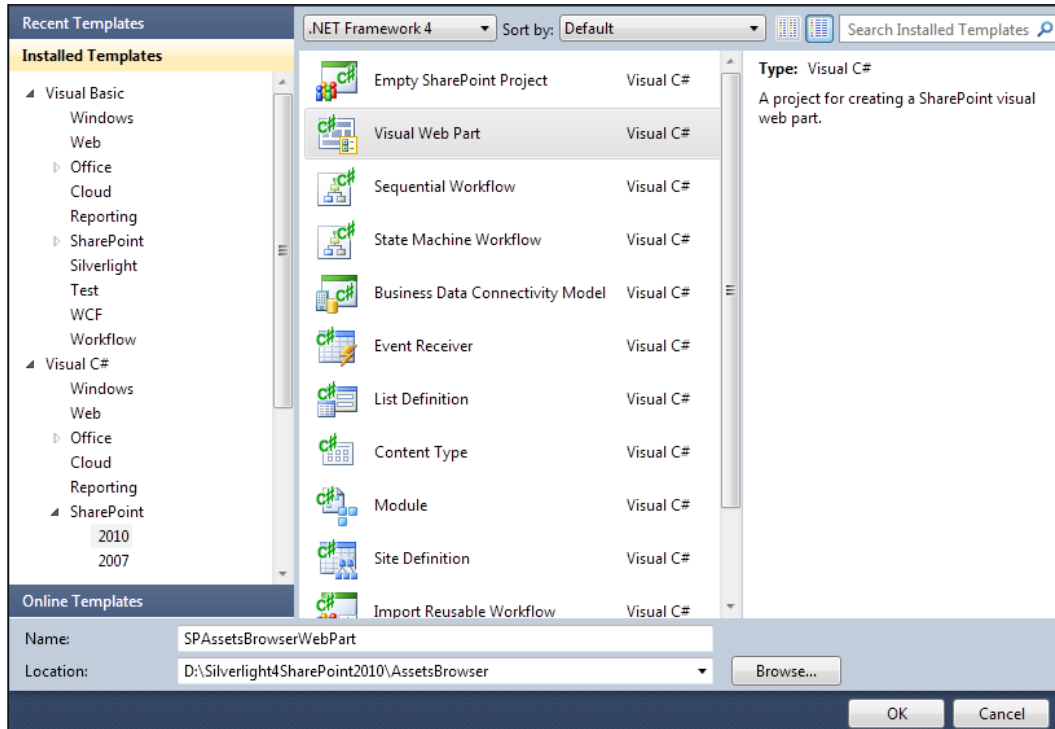 Recent Templates
Installed Templates
Visual Basic
Windows
Web
Office
Cloud
Reporting
SharePoint
Silverlight
Test
WCF
Workflow
Visual C#
Windows
Web
Office
Cloud
Reporting
SharePoint
2010
2007
Online Templates
.NET Framework 4 Sort by: Default Search Installed Templates
Empty SharePoint Project Visual C#
Visual Web Part Visual C#
Sequential Workflow Visual C#
State Machine Workflow Visual C#
Business Data Connectivity Model Visual C#
Event Receiver Visual C#
List Definition Visual C#
Content Type Visual C#
Module Visual C#
Site Definition Visual C#
Import Reusable Workflow Visual C#
Type: Visual C#
A project for creating a SharePoint visual
web part.
Name: SPAssetsBrowserWebPart
Location: D:\Silverlight4SharePoint2010\AssetsBrowser Browse...
OK Cancel